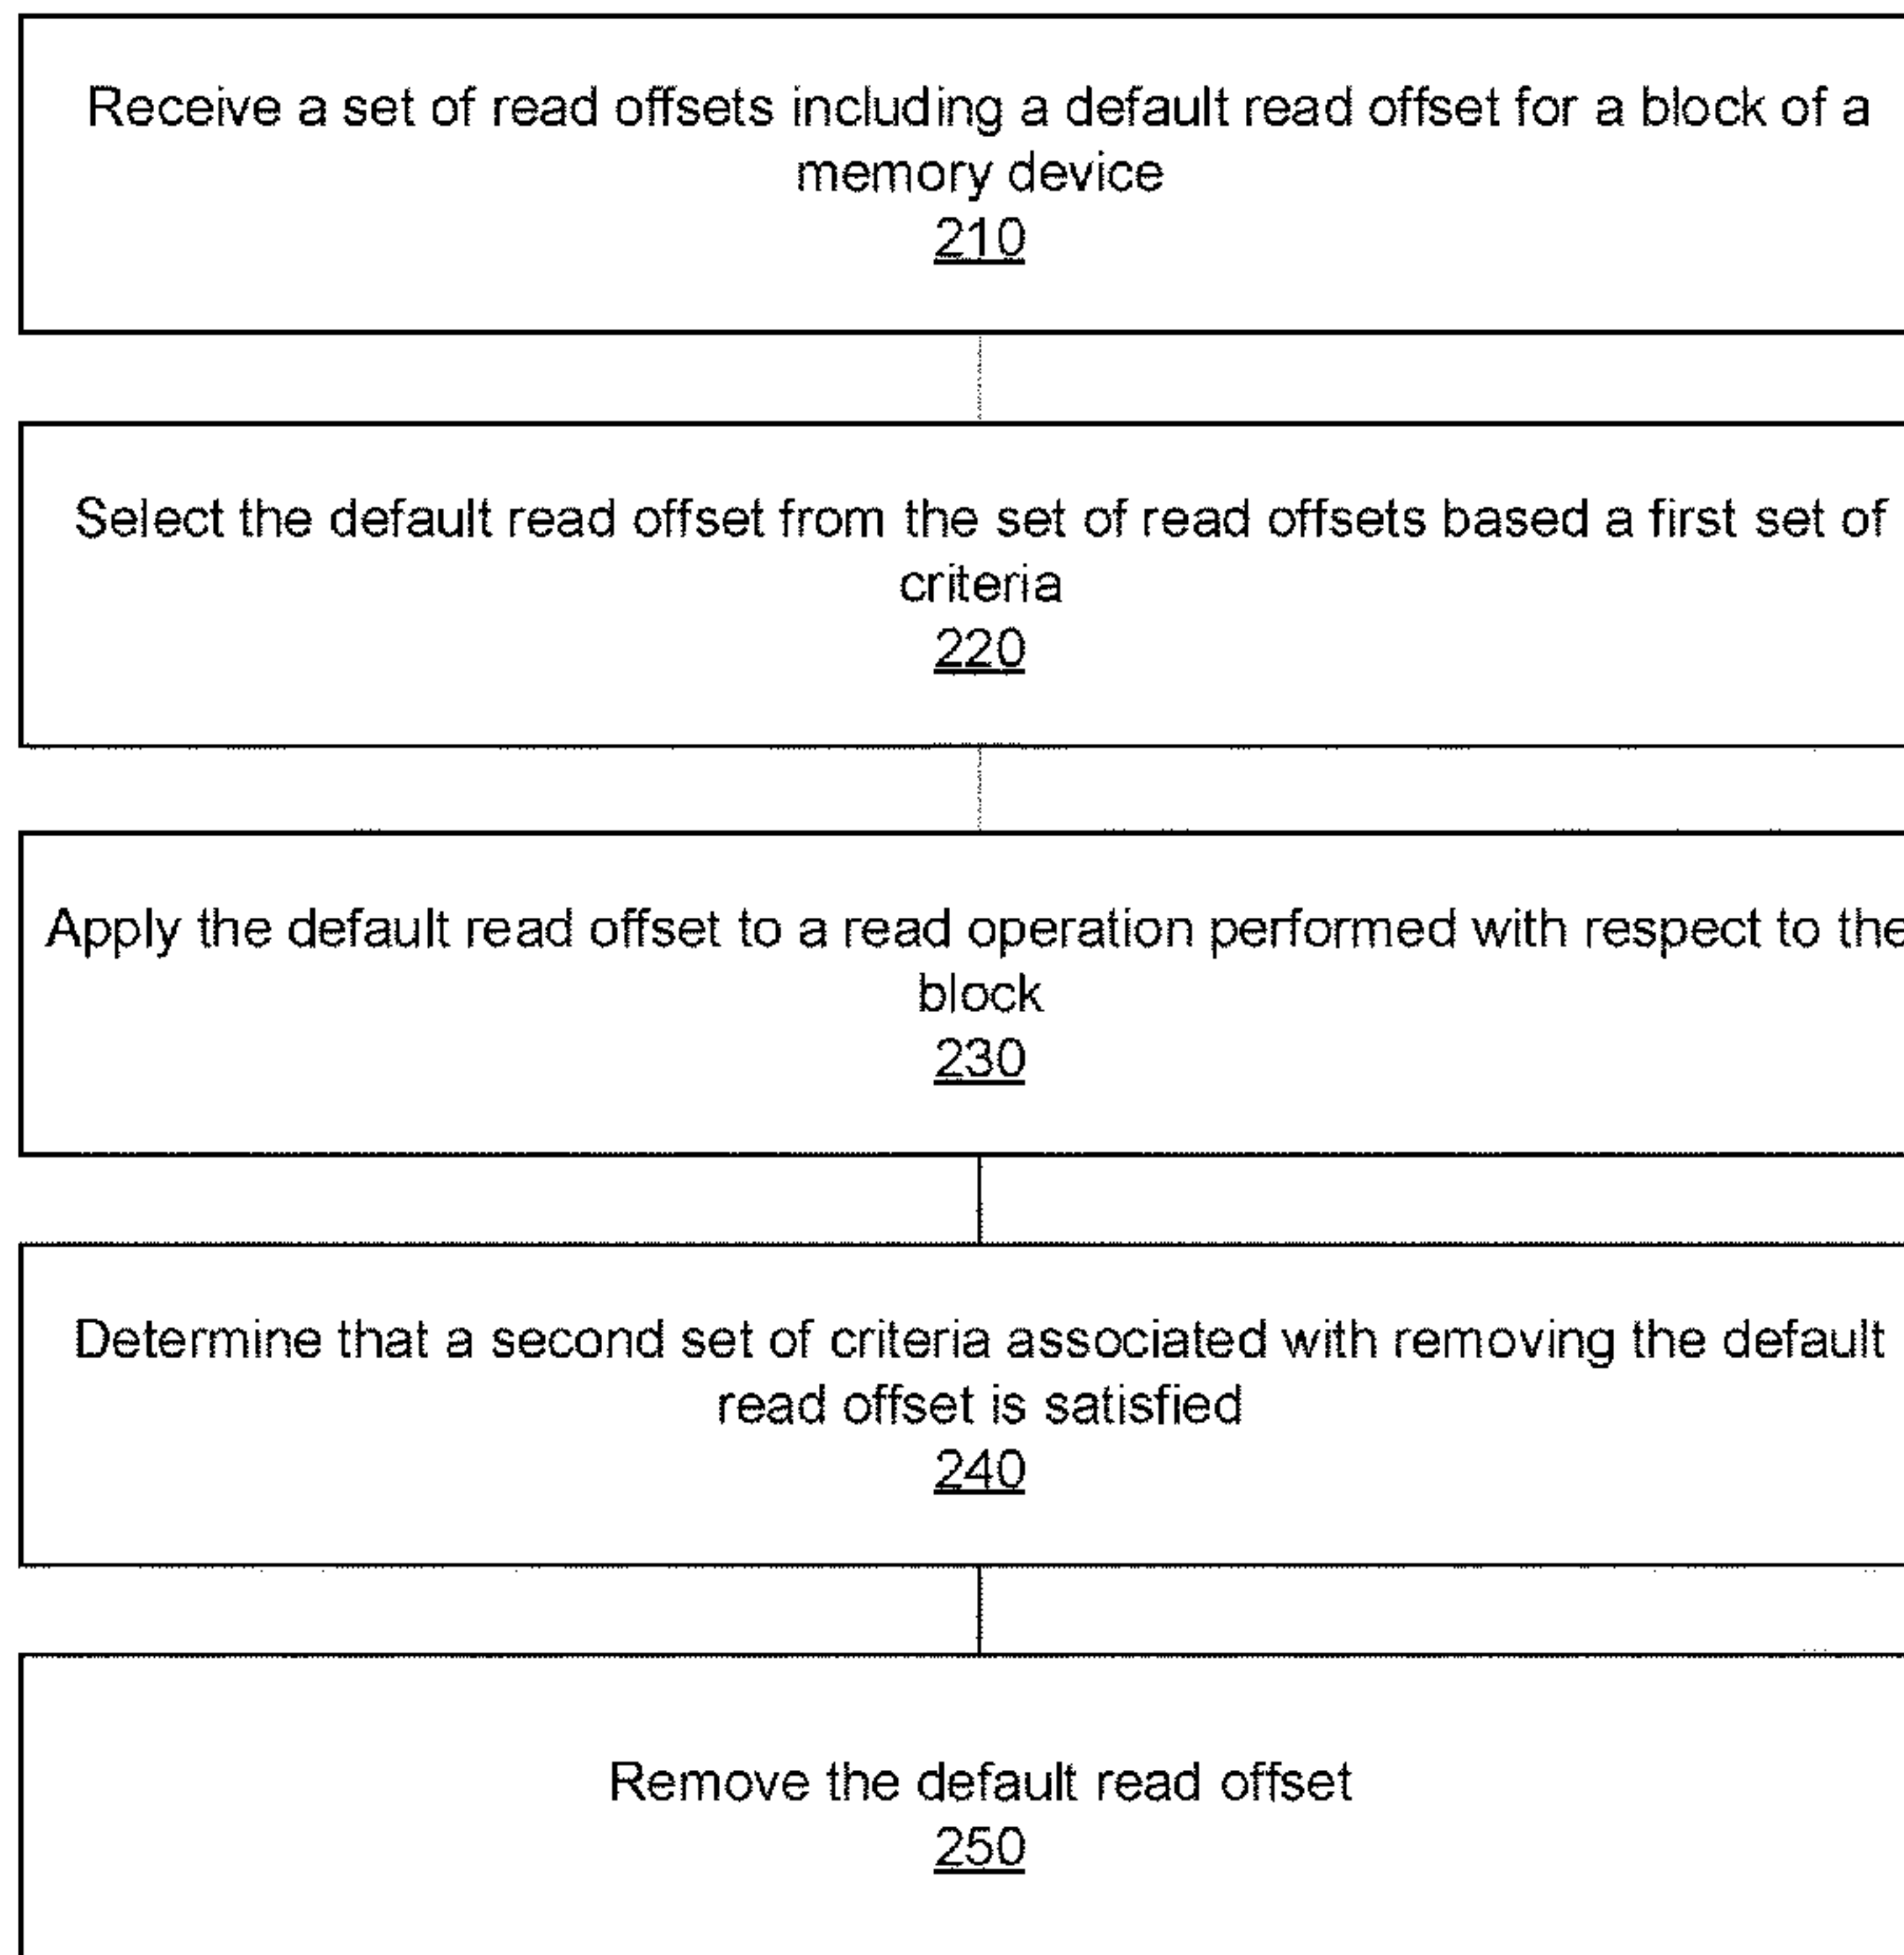 Receive a set of read offsets including a default read offset for a block of a
memory device
210
Select the default read offset from the set of read offsets based a first set of
criteria
220
Apply the default read offset to a read operation performed with respect to the
block
230
Determine that a second set of criteria associated with removing the default
read offset is satisfied
240
Remove the default read offset
250